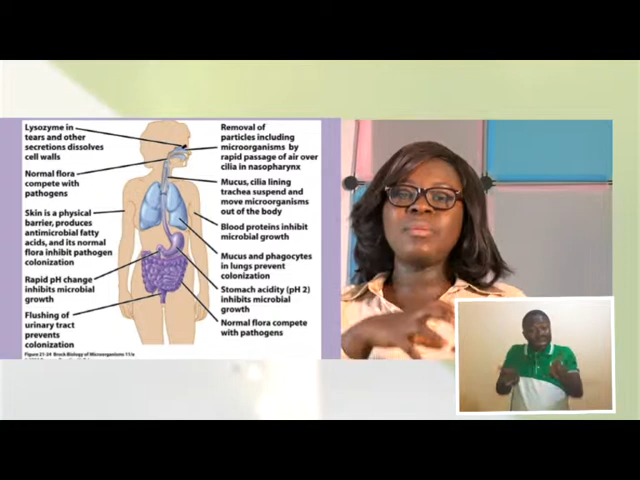 Lysozyme in
tears and other
secretions dissolves
cell walls
Normal flora
compete with
pathogens
Skin is a physical
barrier, produces
antimicrobial fatty
acids, and its normal
flora inhibit pathogen
colonization
Rapid pH change
inhibits microbial
growth
Flushing of
urinary tract
prevents
colonization
Removal of
particles including
microorganisms by
rapid passage of air over
cilia in nasopharynx
Mucus, cilia lining
trachea suspend and
move microorganisms
out of the body
Blood proteins inhibit
microbial growth
Mucus and phagocytes
in lungs prevent
colonization
Stomach acidity (pH 2)
inhibits microbial
growth
Normal flora compete
with pathogens
Figure 21-24 Brock Biology of Microorganisms 11/e